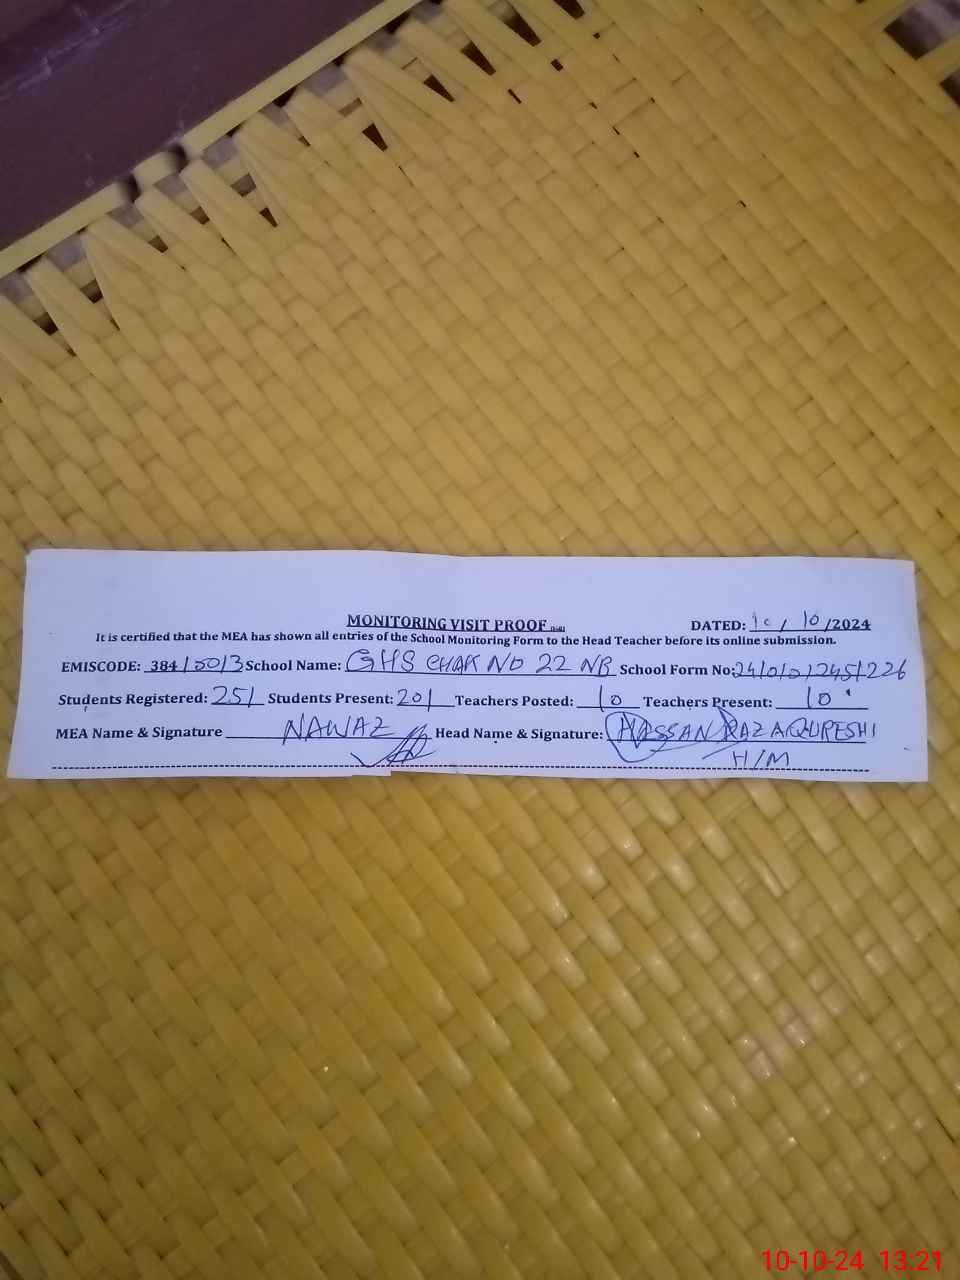 MONITORING VISIT PROOF DATED: 10 / 10 /2024
It is certified that the MEA has shown all entries of the School Monitoring Form to the Head Teacher before its online submission.
EMISCODE: 384150/3 School Name: GHS CHAK NO 22 NB School Form No:
Students Registered: 251 Students Present: 201 Teachers Posted: 10 Teachers Present: 10
MEA Name & Signature NAWAZ Head Name & Signature: HASSAN RAZA QURESHI
H/M
10-10-24 13:21